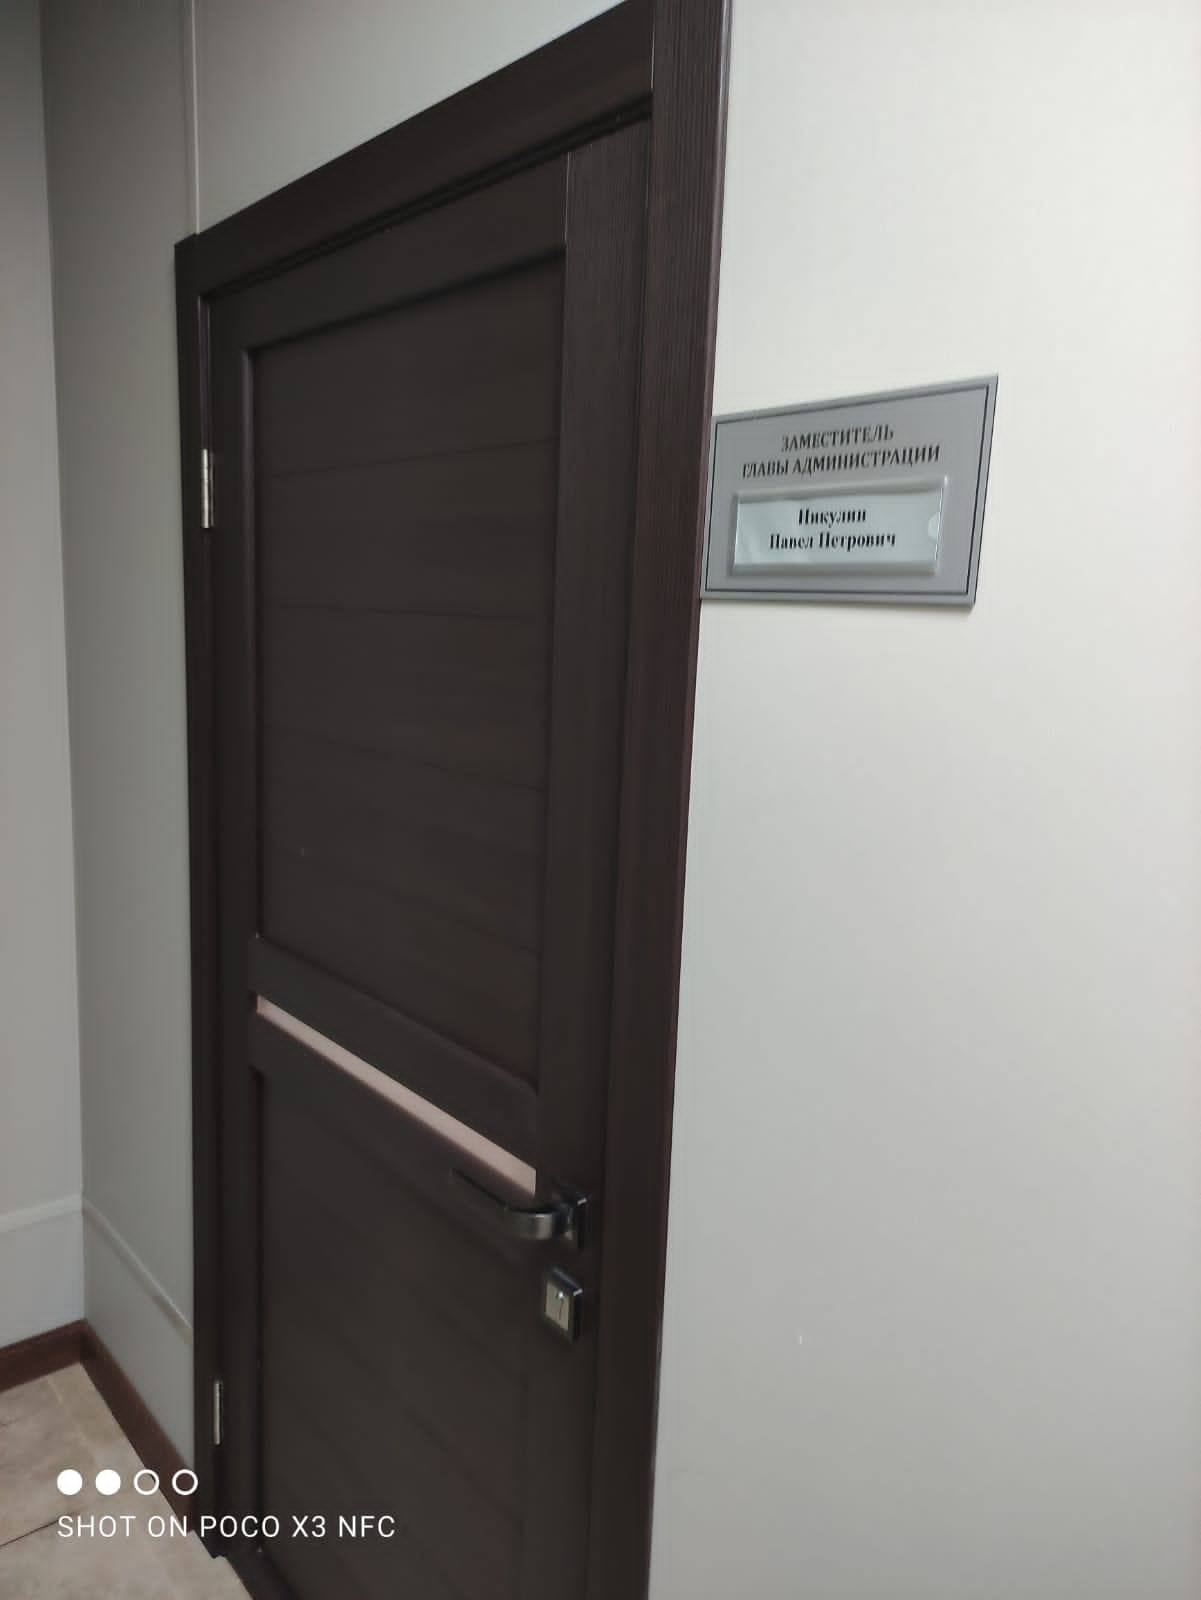 ЗАМЕСТИТЕЛЬ
ГЛАВЫ АДМИНИСТРАЦИИ
Никулин
Павел Петрович
SHOT ON POCO X3 NFC